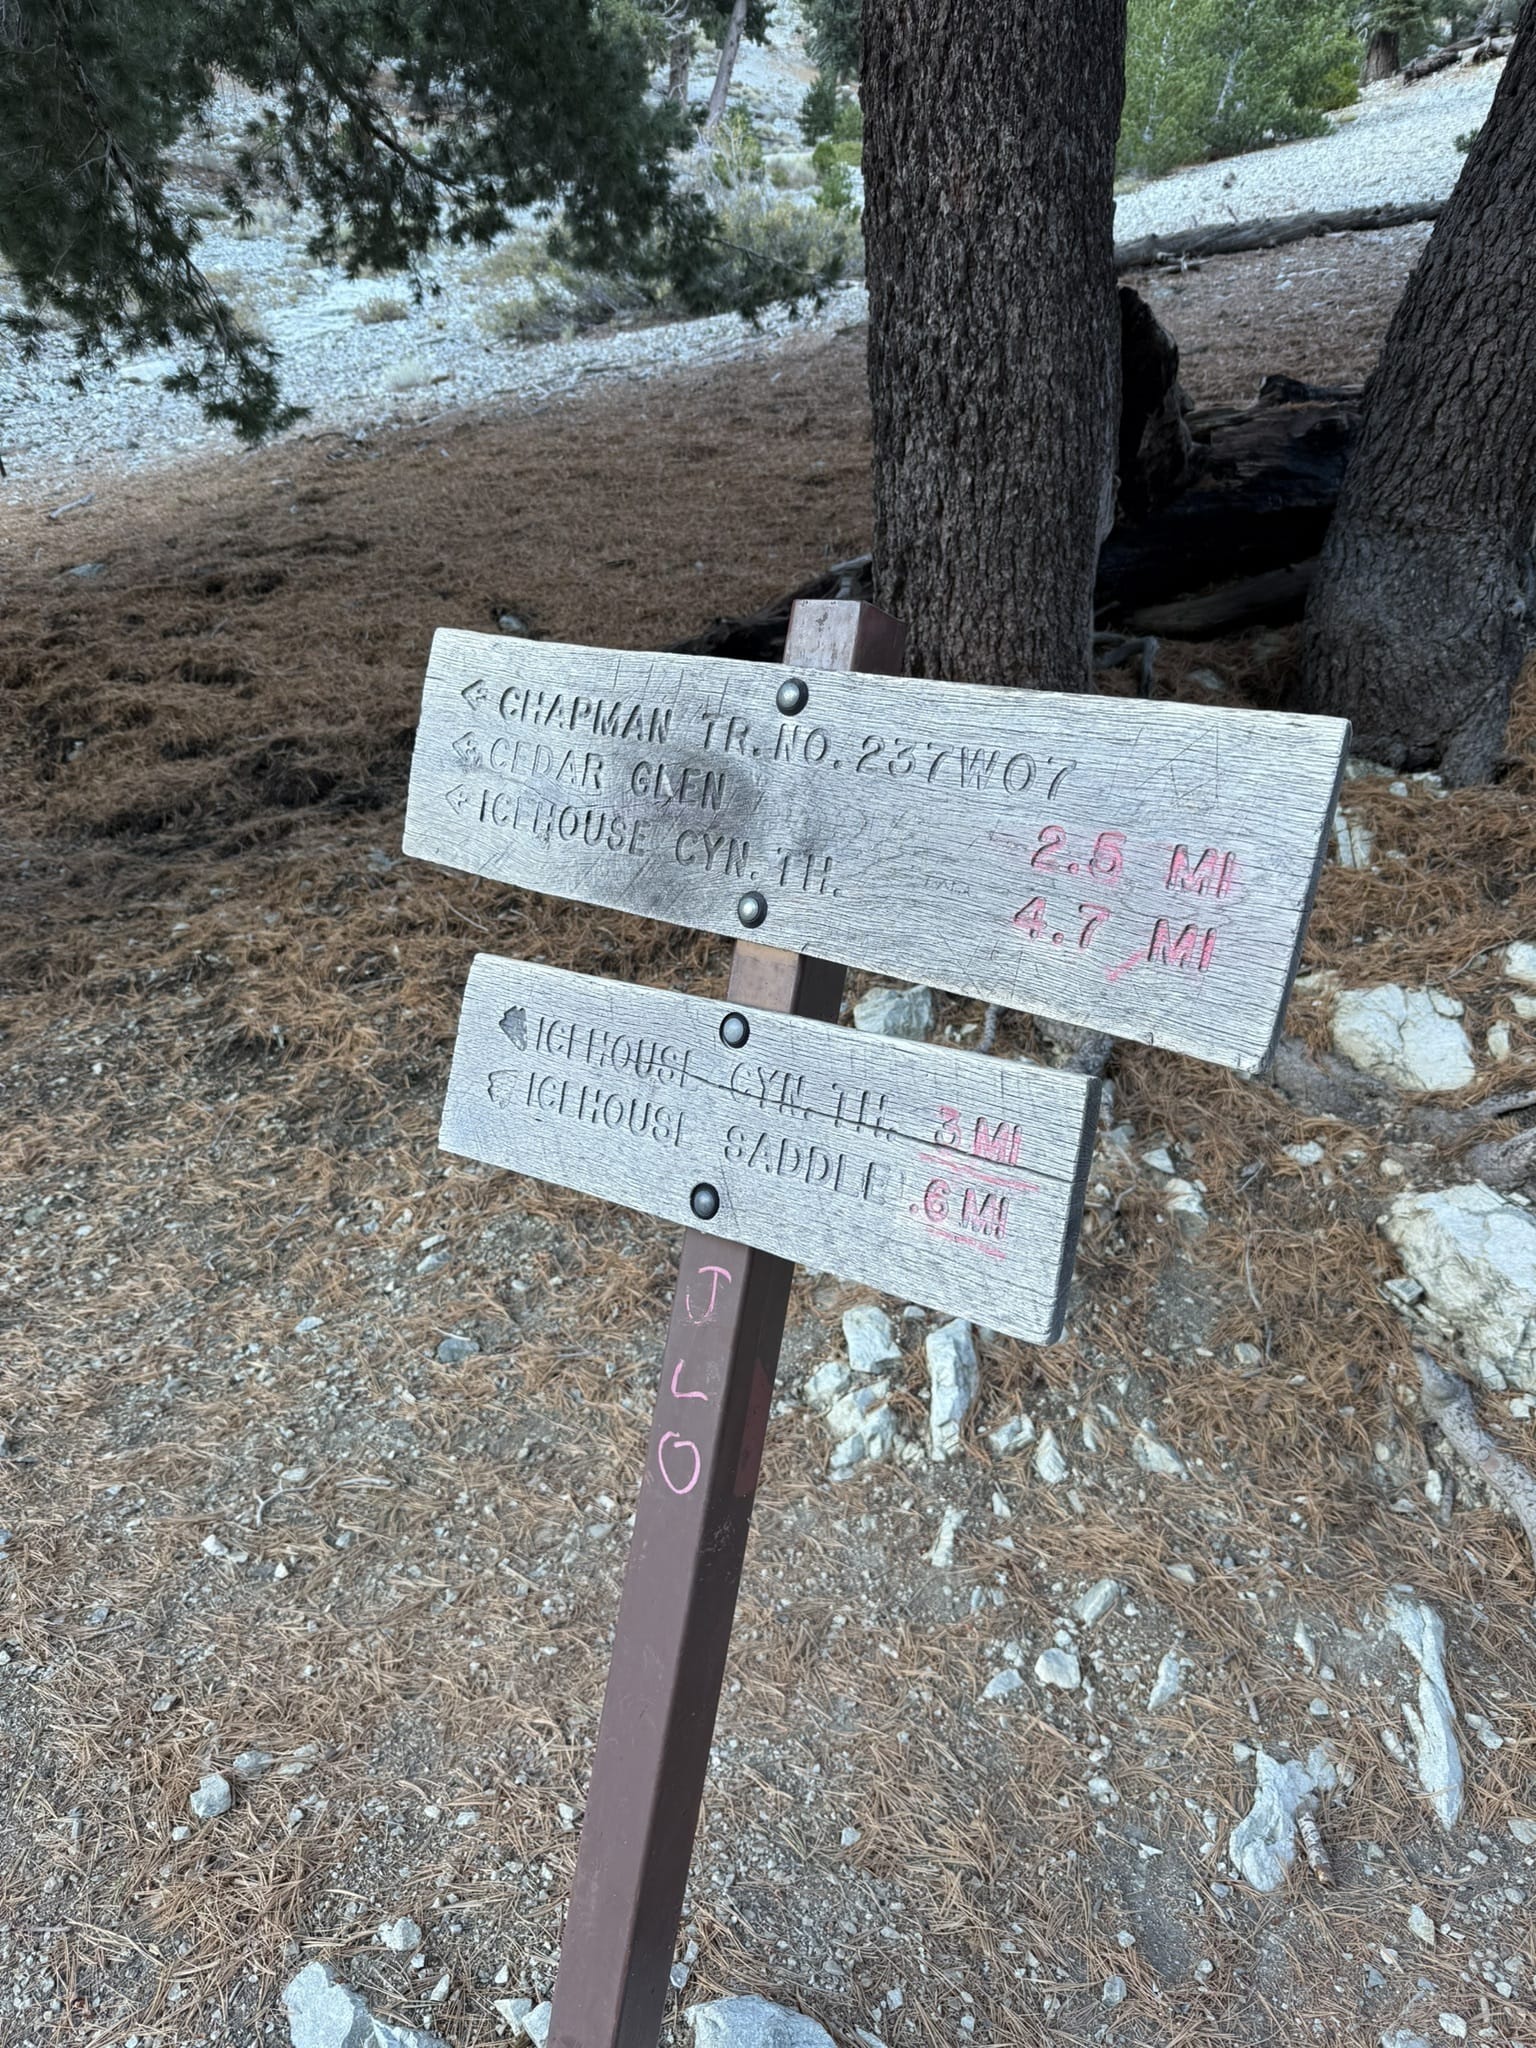 CHAPMAN TR. NO. 237W07
CEDAR GLEN 2.5 MI
ICEHOUSE CYN. TH. 4.7 MI
ICEHOUSE CYN. TH. 3 MI
ICEHOUSE SADDLE .6 MI
J
L
O